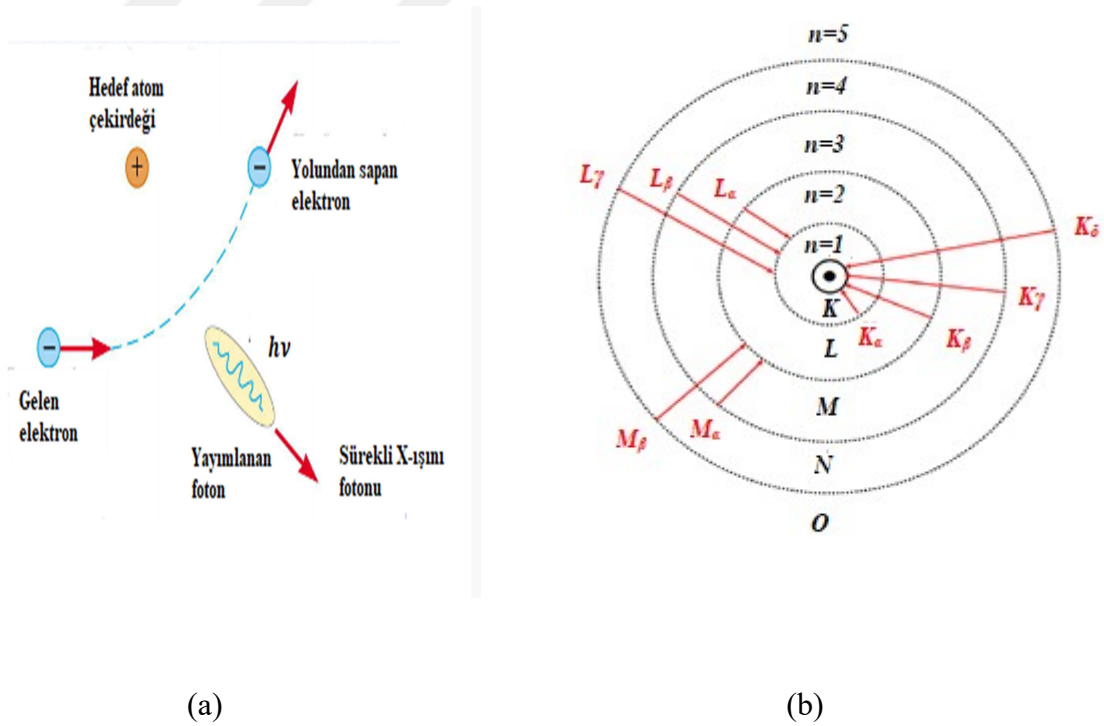 Hedef atom
çekirdeği
+
−
Yolundan sapan
elektron
−
hν
Gelen
elektron
Yayımlanan
foton
Sürekli X-ışını
fotonu
(a)
n=5
n=4
n=3
n=2
n=1
Lγ
Lβ
Lα
Kδ
Kγ
Kβ
Kα
K
L
M
N
O
Mβ
Mα
(b)